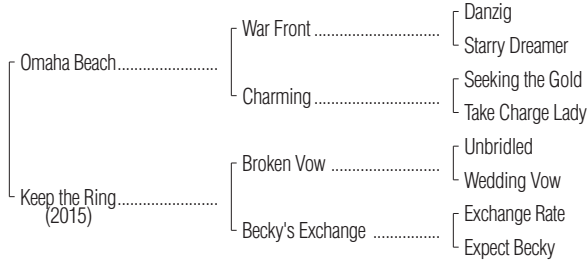 Danzig
War Front
Starry Dreamer
Omaha Beach
Seeking the Gold
Charming
Take Charge Lady
Unbridled
Broken Vow
Wedding Vow
Keep the Ring
(2015)
Exchange Rate
Becky's Exchange
Expect Becky